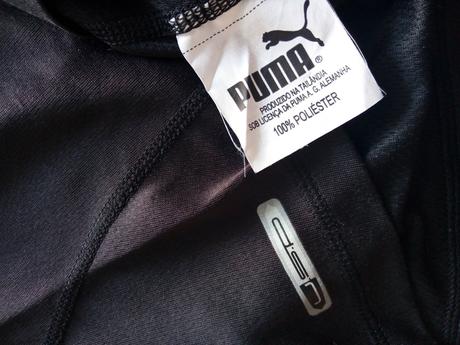 PUMA®
PRODUZIDO NA TAILÂNDIA
SOB LICENÇA DA PUMA A. G. ALEMANHA
100% POLIÉSTER